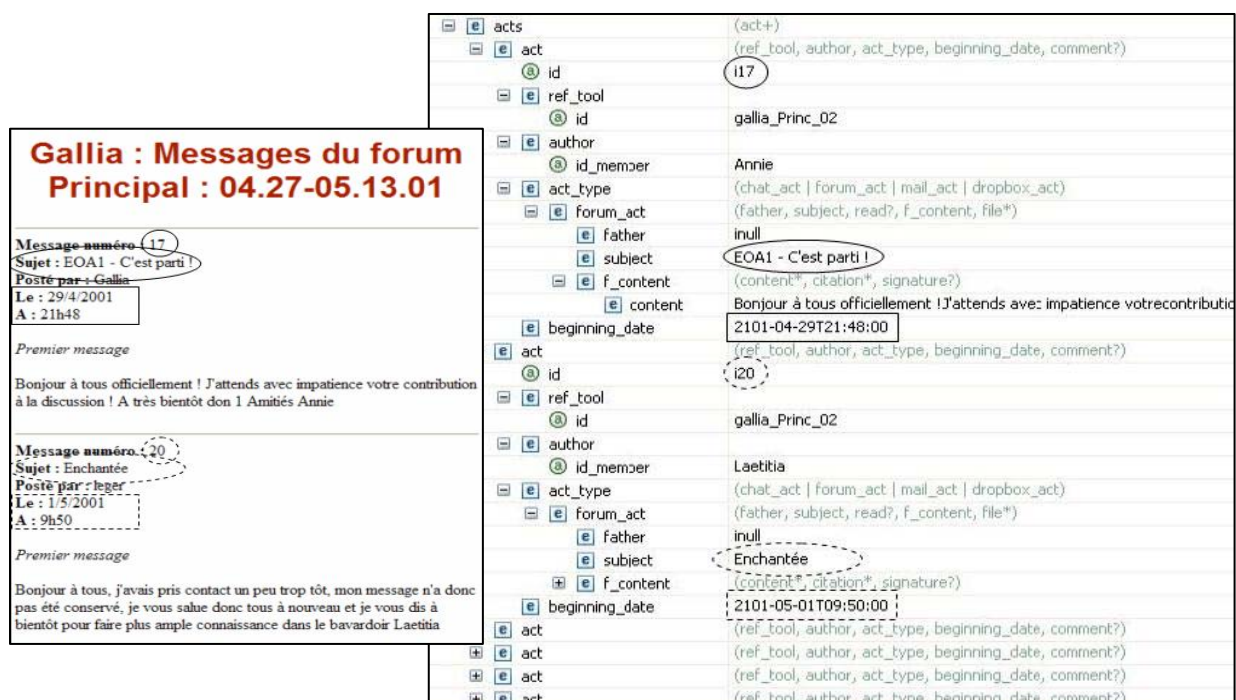 Gallia : Messages du forum
Principal : 04.27-05.13.01
Message numéro : 17
Sujet : EOA1 - C'est parti !
Posté par : Gallia
Le : 29/4/2001
A : 21h48
Premier message
Bonjour à tous officiellement ! J'attends avec impatience votre contribution
à la discussion ! A très bientôt don 1 Amitiés Annie
Message numéro : 20
Sujet : Enchantée
Posté par : leger
Le : 1/5/2001
A : 9h50
Premier message
Bonjour à tous, j'avais pris contact un peu trop tôt, mon message n'a donc
pas été conservé, je vous salue donc tous à nouveau et je vous dis à
bientôt pour faire plus ample connaissance dans le bavardoir Laetitia
e acts (act+)
e act (ref_tool, author, act_type, beginning_date, comment?)
a id i17
e ref_tool
a id gallia_Princ_02
e author
a id_member Annie
e act_type (chat_act | forum_act | mail_act | dropbox_act)
e forum_act (father, subject, read?, f_content, file*)
e father inull
e subject EOA1 - C'est parti !
e f_content (content*, citation*, signature?)
e content Bonjour à tous officiellement !J'attends avec impatience votrecontributio
e beginning_date 2101-04-29T21:48:00
e act (ref_tool, author, act_type, beginning_date, comment?)
a id i20
e ref_tool
a id gallia_Princ_02
e author
a id_member Laetitia
e act_type (chat_act | forum_act | mail_act | dropbox_act)
e forum_act (father, subject, read?, f_content, file*)
e father inull
e subject Enchantée
e f_content (content*, citation*, signature?)
e beginning_date 2101-05-01T09:50:00
e act (ref_tool, author, act_type, beginning_date, comment?)
e act (ref_tool, author, act_type, beginning_date, comment?)
e act (ref_tool, author, act_type, beginning_date, comment?)
e act (ref_tool, author, act_type, beginning_date, comment?)